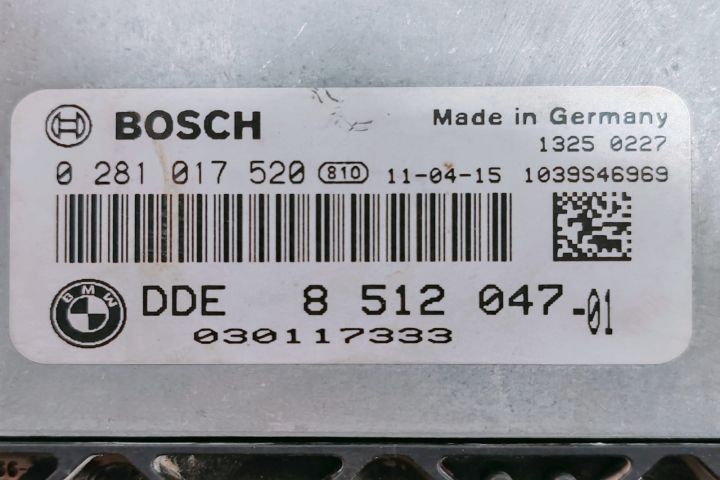 BOSCH Made in Germany
1325 0227
0 281 017 520 810 11-04-15 1039S46969
BMW DDE 8 512 047-01
030117333